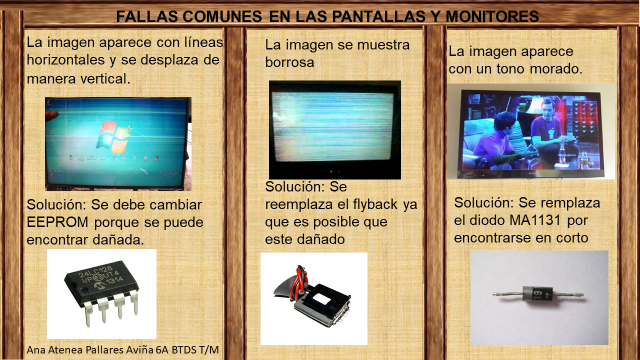 FALLAS COMUNES EN LAS PANTALLAS Y MONITORES
La imagen aparece con líneas
horizontales y se desplaza de
manera vertical.
Solución: Se debe cambiar
EEPROM porque se puede
encontrar dañada.
24LC128
1314
Ana Atenea Pallares Aviña 6A BTDS T/M
La imagen se muestra
borrosa
Solución: Se
reemplaza el flyback ya
que es posible que
este dañado
La imagen aparece
con un tono morado.
Solución: Se remplaza
el diodo MA1131 por
encontrarse en corto